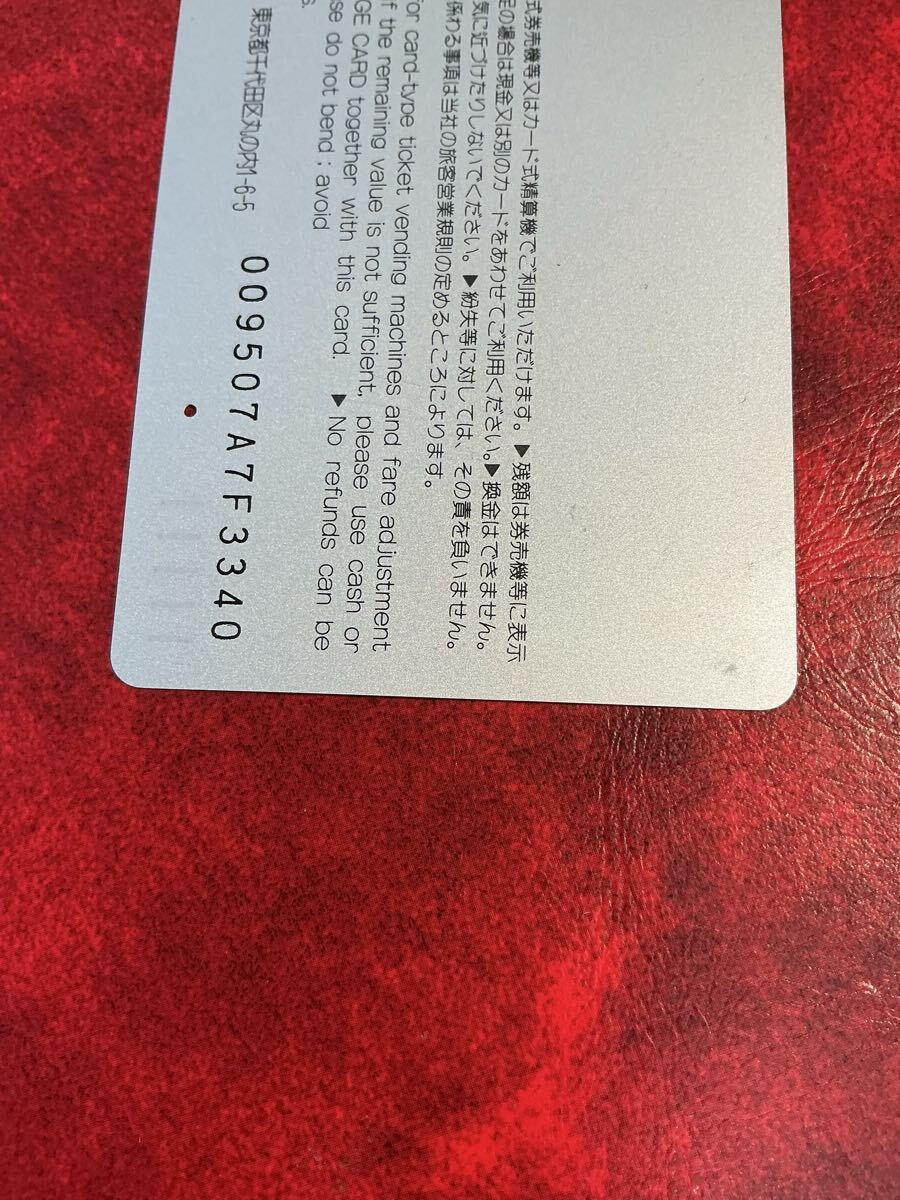 式券売機等又はカード式精算機でご利用いただけます。▶残額は券売機等に表示
足の場合は現金又は別のカードをあわせてご利用ください。▶換金はできません。
気に近づけたりしないでください。▶紛失等に対しては、その責を負いません。
係わる事項は当社の旅客営業規則の定めるところによります。
for card-type ticket vending machines and fare adjustment
if the remaining value is not sufficient, please use cash or
GE CARD together with this card. ▶No refunds can be
se do not bend ; avoid
s.
東京都千代田区丸の内1-6-5
009507A7F3340